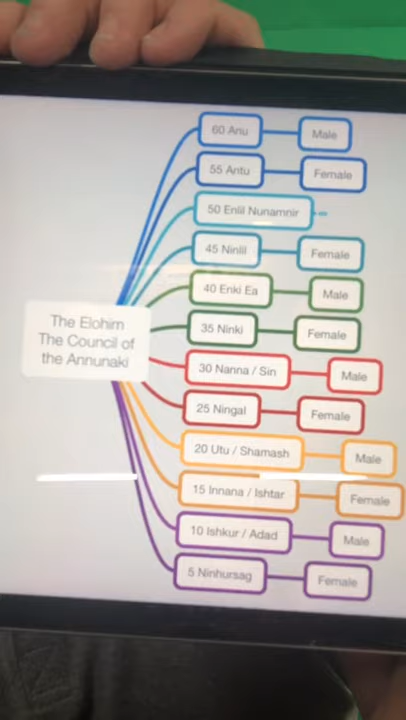 The Elohim
The Council of
the Annunaki
60 Anu
Male
55 Antu
Female
50 Enlil Nunamnir
45 Ninlil
Female
40 Enki Ea
Male
35 Ninki
Female
30 Nanna / Sin
Male
25 Ningal
Female
20 Utu / Shamash
Male
15 Innana / Ishtar
Female
10 Ishkur / Adad
Male
5 Ninhursag
Female